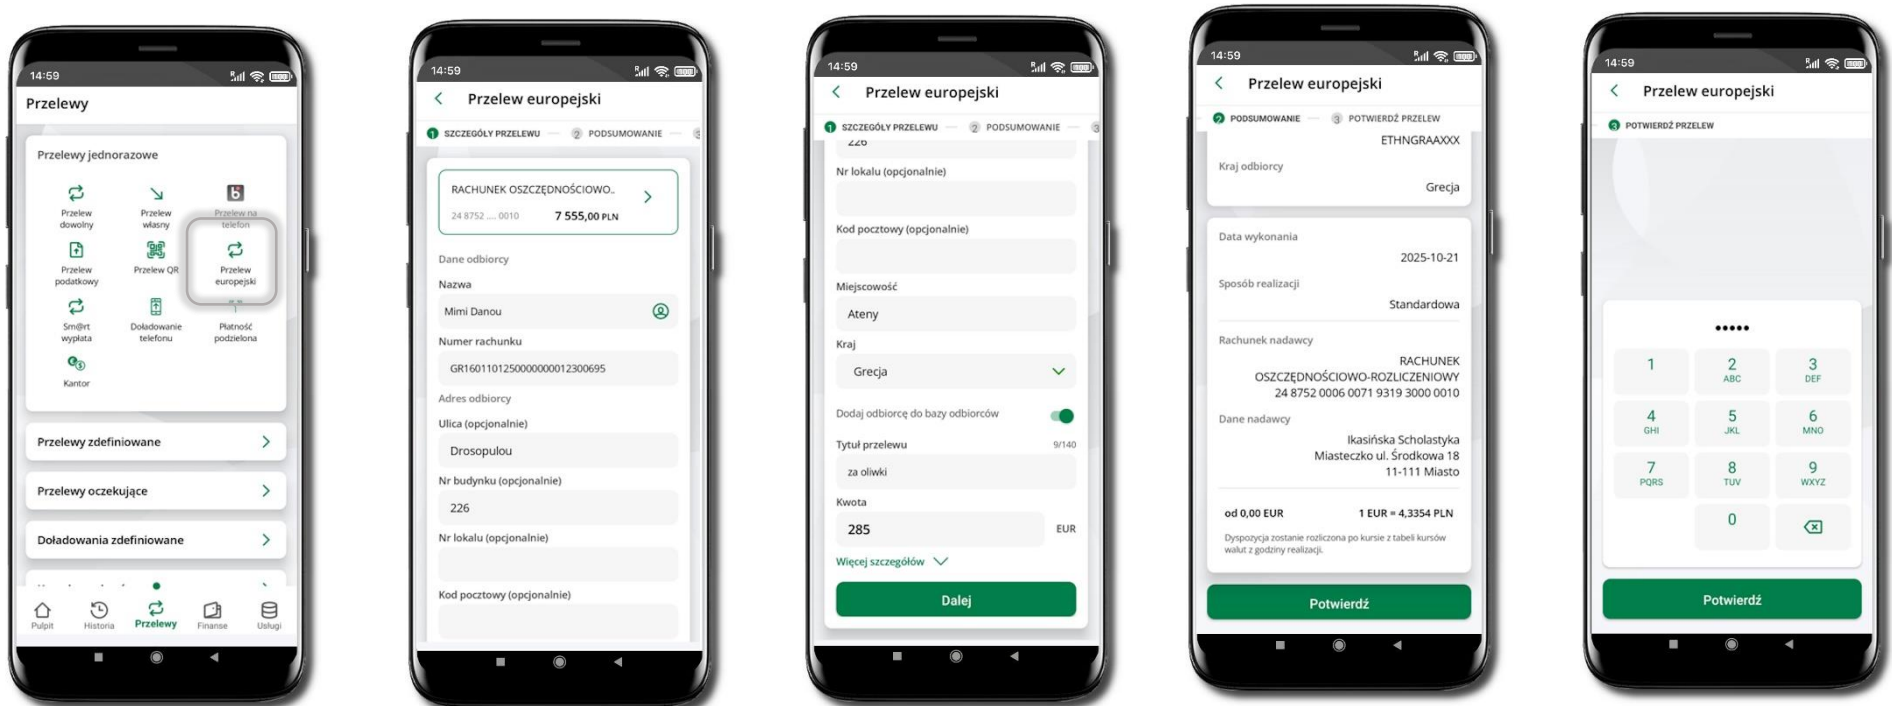 14:59
Przelewy
Przelewy jednorazowe
Przelew
dowolny
Przelew
własny
Przelew na
telefon
Przelew
podatkowy
Przelew QR
Przelew
europejski
Sm@rt
wypłata
Doładowanie
telefonu
Płatność
podzielona
Kantor
Przelewy zdefiniowane
Przelewy oczekujące
Doładowania zdefiniowane
Pulpit
Historia
Przelewy
Finanse
Usługi
14:59
Przelew europejski
1 SZCZEGÓŁY PRZELEWU
2 PODSUMOWANIE
3
RACHUNEK OSZCZĘDNOŚCIOWO..
24 8752 .... 0010 7 555,00 PLN
Dane odbiorcy
Nazwa
Mimi Danou
Numer rachunku
GR1601101250000000012300695
Adres odbiorcy
Ulica (opcjonalnie)
Drosopulou
Nr budynku (opcjonalnie)
226
Nr lokalu (opcjonalnie)
Kod pocztowy (opcjonalnie)
14:59
Przelew europejski
1 SZCZEGÓŁY PRZELEWU
2 PODSUMOWANIE
3
226
Nr lokalu (opcjonalnie)
Kod pocztowy (opcjonalnie)
Miejscowość
Ateny
Kraj
Grecja
Dodaj odbiorcę do bazy odbiorców
Tytuł przelewu 9/140
za oliwki
Kwota
285 EUR
Więcej szczegółów
Dalej
14:59
Przelew europejski
2 PODSUMOWANIE
3 POTWIERDŹ PRZELEW
ETHNGRAAXXX
Kraj odbiorcy
Grecja
Data wykonania
2025-10-21
Sposób realizacji
Standardowa
Rachunek nadawcy
RACHUNEK
OSZCZĘDNOŚCIOWO-ROZLICZENIOWY
24 8752 0006 0071 9319 3000 0010
Dane nadawcy
Ikasińska Scholastyka
Miasteczko ul. Środkowa 18
11-111 Miasto
od 0,00 EUR 1 EUR = 4,3354 PLN
Dyspozycja zostanie rozliczona po kursie z tabeli kursów
walut z godziny realizacji.
Potwierdź
14:59
Przelew europejski
3 POTWIERDŹ PRZELEW
•••••
1 2 3
ABC DEF
4 5 6
GHI JKL MNO
7 8 9
PQRS TUV WXYZ
0
Potwierdź